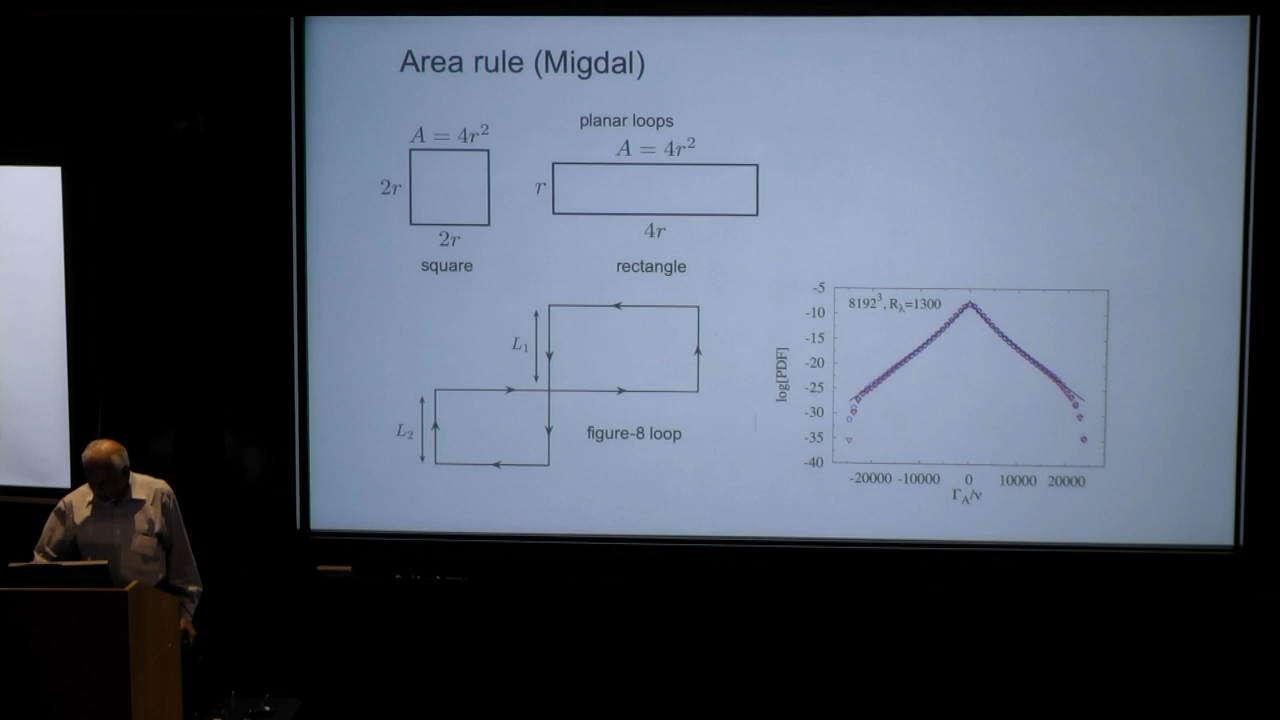 Area rule (Migdal)
planar loops
A = 4r²
A = 4r²
2r
r
2r
4r
square
rectangle
L₁
L₂
figure-8 loop
8192³, R_λ=1300
log[PDF]
-5
-10
-15
-20
-25
-30
-35
-40
-20000 -10000 0 10000 20000
Γ_A/ν